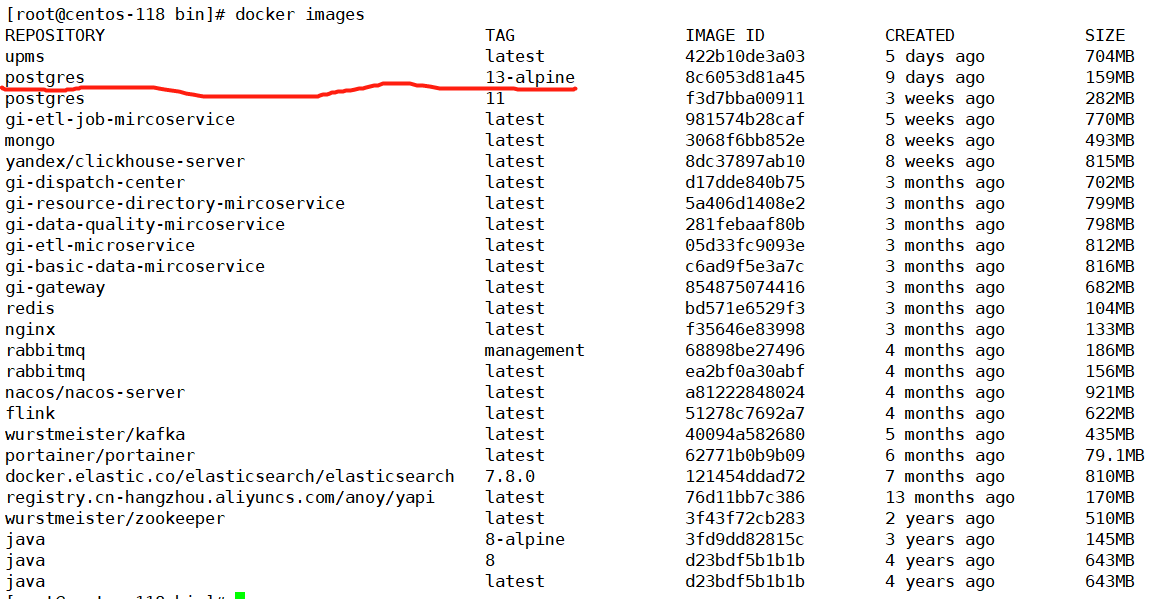 [root@centos-118 bin]# docker images
REPOSITORY TAG IMAGE ID CREATED SIZE
upms latest 422b10de3a03 5 days ago 704MB
postgres 13-alpine 8c6053d81a45 9 days ago 159MB
postgres 11 f3d7bba00911 3 weeks ago 282MB
gi-etl-job-mircoservice latest 981574b28caf 5 weeks ago 770MB
mongo latest 3068f6bb852e 8 weeks ago 493MB
yandex/clickhouse-server latest 8dc37897ab10 8 weeks ago 815MB
gi-dispatch-center latest d17dde840b75 3 months ago 702MB
gi-resource-directory-mircoservice latest 5a406d1408e2 3 months ago 799MB
gi-data-quality-mircoservice latest 281febaaf80b 3 months ago 798MB
gi-etl-microservice latest 05d33fc9093e 3 months ago 812MB
gi-basic-data-mircoservice latest c6ad9f5e3a7c 3 months ago 816MB
gi-gateway latest 854875074416 3 months ago 682MB
redis latest bd571e6529f3 3 months ago 104MB
nginx latest f35646e83998 3 months ago 133MB
rabbitmq management 68898be27496 4 months ago 186MB
rabbitmq latest ea2bf0a30abf 4 months ago 156MB
nacos/nacos-server latest a81222848024 4 months ago 921MB
flink latest 51278c7692a7 4 months ago 622MB
wurstmeister/kafka latest 40094a582680 5 months ago 435MB
portainer/portainer latest 62771b0b9b09 6 months ago 79.1MB
docker.elastic.co/elasticsearch/elasticsearch 7.8.0 121454ddad72 7 months ago 810MB
registry.cn-hangzhou.aliyuncs.com/anoy/yapi latest 76d11bb7c386 13 months ago 170MB
wurstmeister/zookeeper latest 3f43f72cb283 2 years ago 510MB
java 8-alpine 3fd9dd82815c 3 years ago 145MB
java 8 d23bdf5b1b1b 4 years ago 643MB
java latest d23bdf5b1b1b 4 years ago 643MB